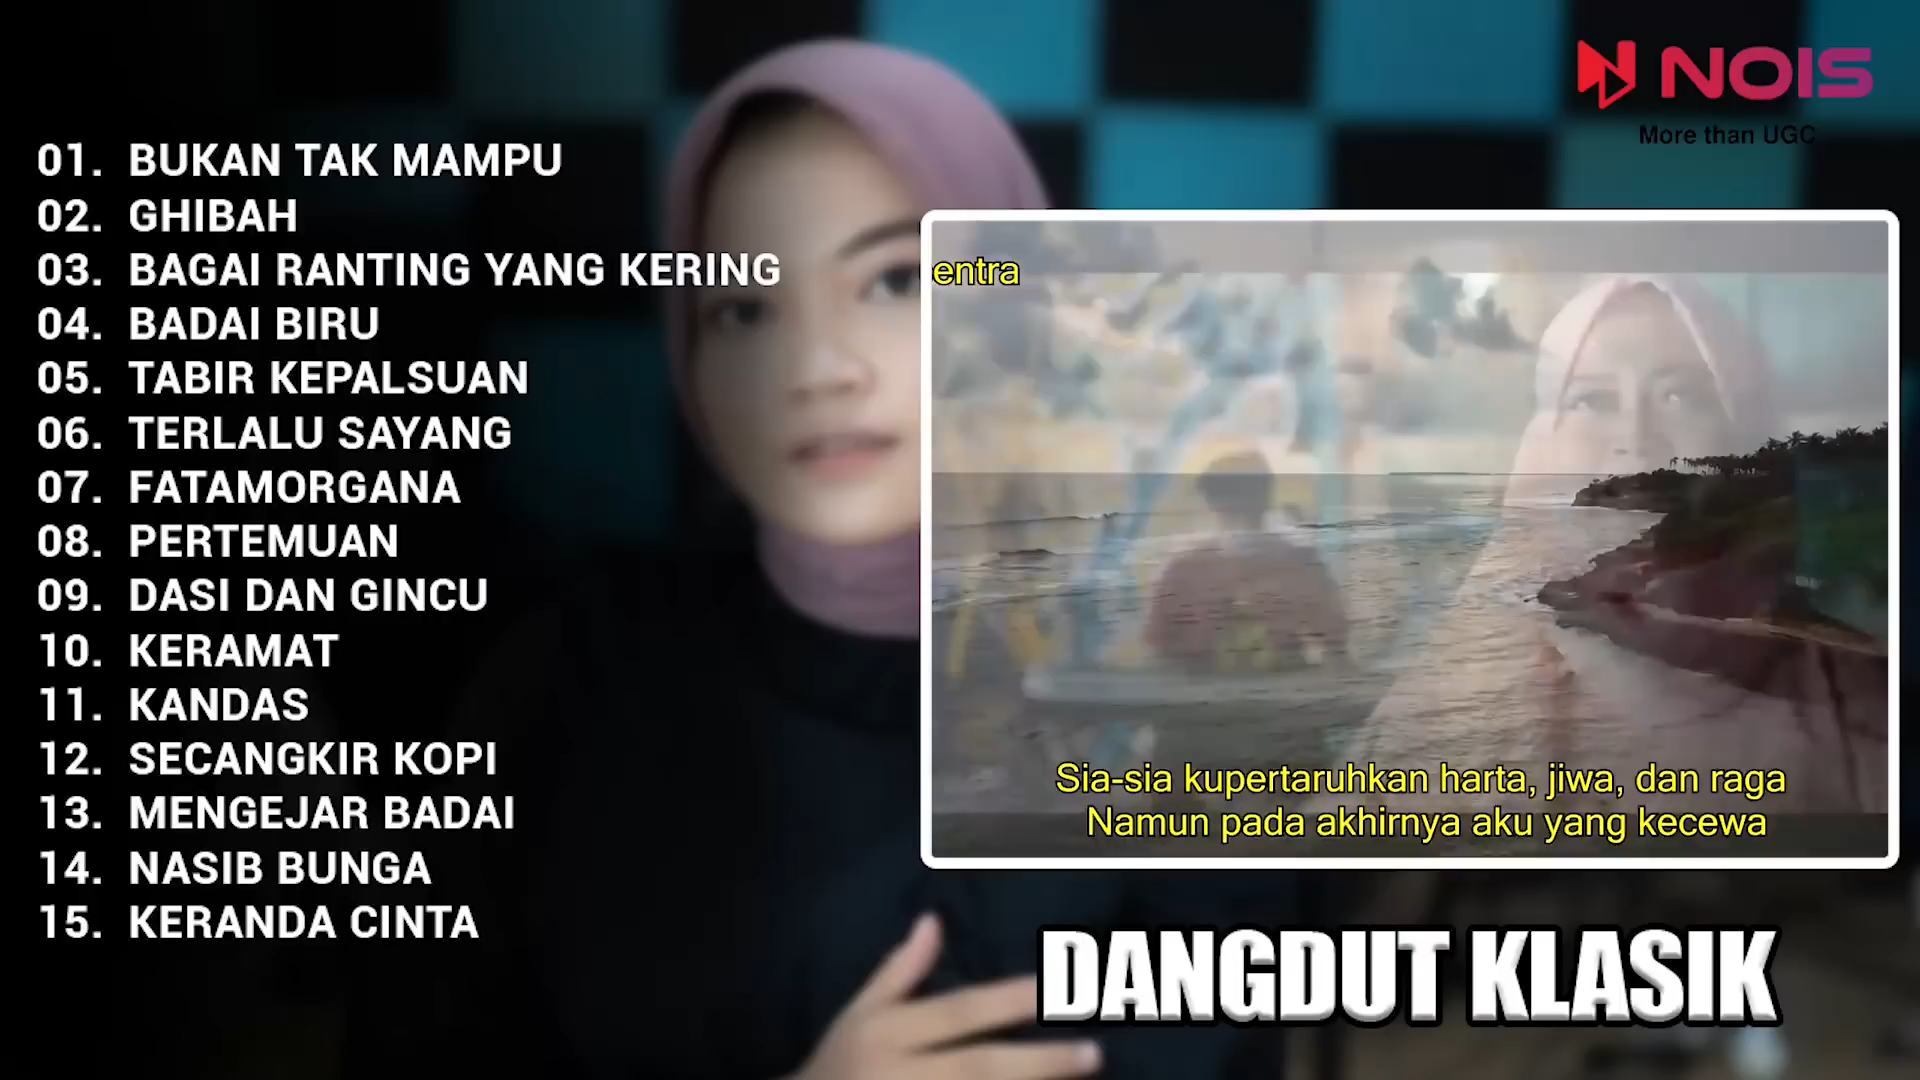 NOIS
More than UGC
01. BUKAN TAK MAMPU
02. GHIBAH
03. BAGAI RANTING YANG KERING
04. BADAI BIRU
05. TABIR KEPALSUAN
06. TERLALU SAYANG
07. FATAMORGANA
08. PERTEMUAN
09. DASI DAN GINCU
10. KERAMAT
11. KANDAS
12. SECANGKIR KOPI
13. MENGEJAR BADAI
14. NASIB BUNGA
15. KERANDA CINTA
entra
Sia-sia kupertaruhkan harta, jiwa, dan raga
Namun pada akhirnya aku yang kecewa
DANGDUT KLASIK